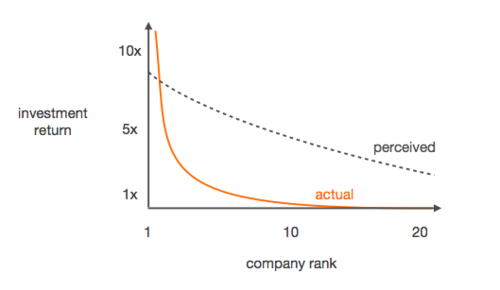 10x
investment
return
5x
perceived
1x
actual
1
10
20
company rank